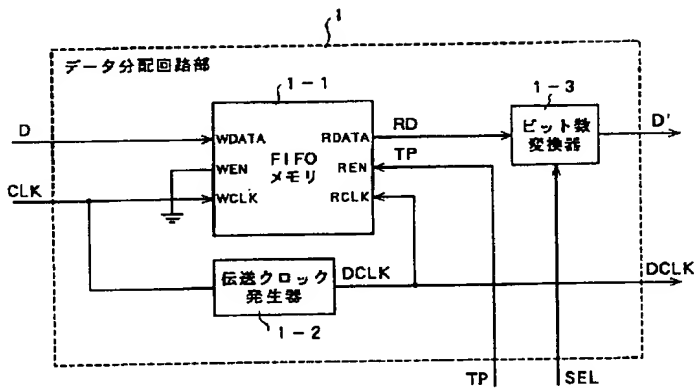 1
データ分配回路部
1-1
1-3
D
WDATA
RDATA
RD
ビット数
変換器
D'
WEN
FIFO
メモリ
REN
TP
CLK
WCLK
RCLK
伝送クロック
発生器
DCLK
DCLK
1-2
TP
SEL